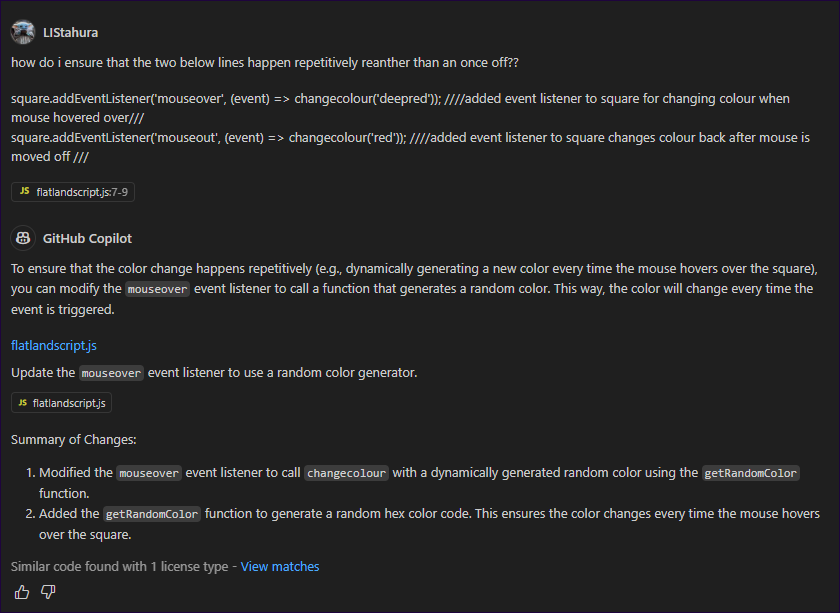 LIStahura
how do i ensure that the two below lines happen repetitively reanther than an once off??
square.addEventListener('mouseover', (event) => changecolour('deepred')); ////added event listener to square for changing colour when
mouse hovered over///
square.addEventListener('mouseout', (event) => changecolour('red')); ////added event listener to square changes colour back after mouse is
moved off ///
JS flatlandscript.js:7-9
GitHub Copilot
To ensure that the color change happens repetitively (e.g., dynamically generating a new color every time the mouse hovers over the square),
you can modify the mouseover event listener to call a function that generates a random color. This way, the color will change every time the
event is triggered.
flatlandscript.js
Update the mouseover event listener to use a random color generator.
JS flatlandscript.js
Summary of Changes:
1. Modified the mouseover event listener to call changecolour with a dynamically generated random color using the getRandomColor
function.
2. Added the getRandomColor function to generate a random hex color code. This ensures the color changes every time the mouse hovers
over the square.
Similar code found with 1 license type - View matches